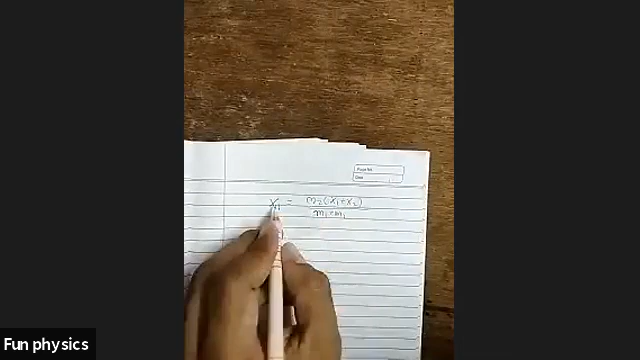 Page No.
Date
x₁ = m₂(x₁+x₂)
m₁+m₁
Fun physics